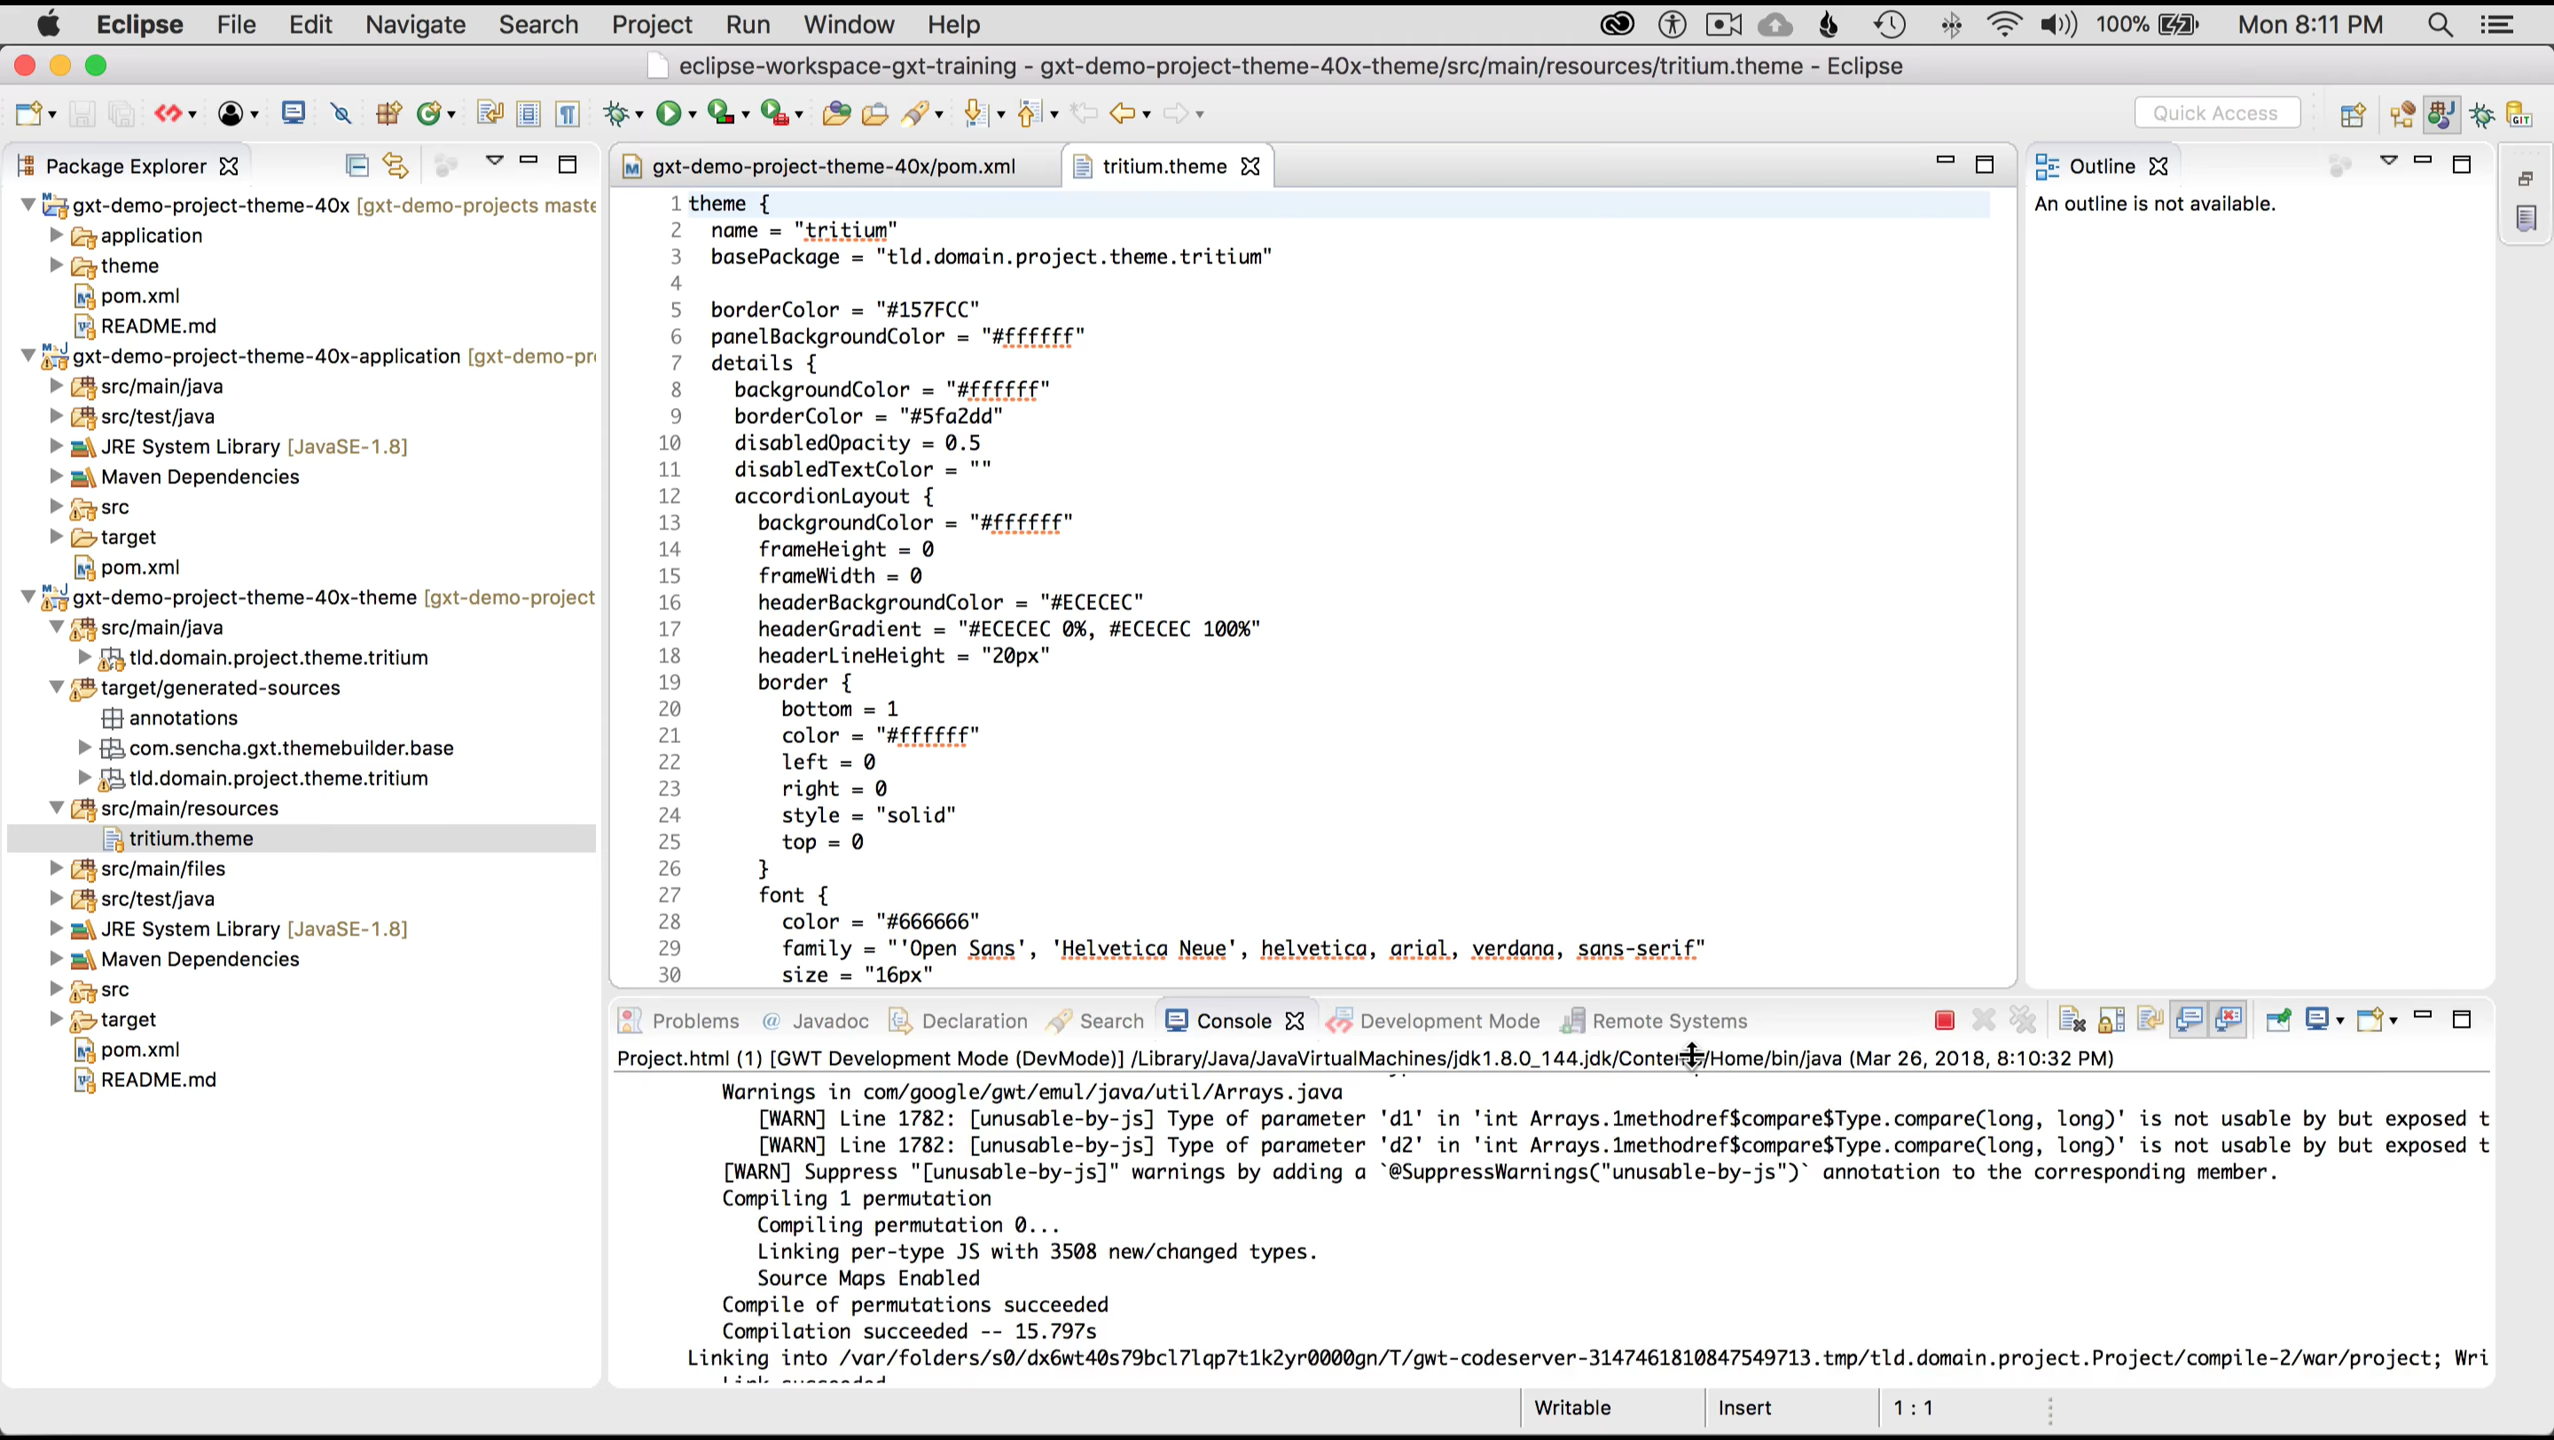 Eclipse File Edit Navigate Search Project Run Window Help 100% Mon 8:11 PM
eclipse-workspace-gxt-training - gxt-demo-project-theme-40x-theme/src/main/resources/tritium.theme - Eclipse
Quick Access
Package Explorer
gxt-demo-project-theme-40x [gxt-demo-projects maste
application
theme
pom.xml
README.md
gxt-demo-project-theme-40x-application [gxt-demo-pr
src/main/java
src/test/java
JRE System Library [JavaSE-1.8]
Maven Dependencies
src
target
pom.xml
gxt-demo-project-theme-40x-theme [gxt-demo-project
src/main/java
tld.domain.project.theme.tritium
target/generated-sources
annotations
com.sencha.gxt.themebuilder.base
tld.domain.project.theme.tritium
src/main/resources
tritium.theme
src/main/files
src/test/java
JRE System Library [JavaSE-1.8]
Maven Dependencies
src
target
pom.xml
README.md
gxt-demo-project-theme-40x/pom.xml tritium.theme
1 theme {
2 name = "tritium"
3 basePackage = "tld.domain.project.theme.tritium"
4
5 borderColor = "#157FCC"
6 panelBackgroundColor = "#ffffff"
7 details {
8 backgroundColor = "#ffffff"
9 borderColor = "#5fa2dd"
10 disabledOpacity = 0.5
11 disabledTextColor = ""
12 accordionLayout {
13 backgroundColor = "#ffffff"
14 frameHeight = 0
15 frameWidth = 0
16 headerBackgroundColor = "#ECECEC"
17 headerGradient = "#ECECEC 0%, #ECECEC 100%"
18 headerLineHeight = "20px"
19 border {
20 bottom = 1
21 color = "#ffffff"
22 left = 0
23 right = 0
24 style = "solid"
25 top = 0
26 }
27 font {
28 color = "#666666"
29 family = "'Open Sans', 'Helvetica Neue', helvetica, arial, verdana, sans-serif"
30 size = "16px"
Outline
An outline is not available.
Problems Javadoc Declaration Search Console Development Mode Remote Systems
Project.html (1) [GWT Development Mode (DevMode)] /Library/Java/JavaVirtualMachines/jdk1.8.0_144.jdk/Conten /Home/bin/java (Mar 26, 2018, 8:10:32 PM)
Warnings in com/google/gwt/emul/java/util/Arrays.java
[WARN] Line 1782: [unusable-by-js] Type of parameter 'd1' in 'int Arrays.1methodref$compare$Type.compare(long, long)' is not usable by but exposed t
[WARN] Line 1782: [unusable-by-js] Type of parameter 'd2' in 'int Arrays.1methodref$compare$Type.compare(long, long)' is not usable by but exposed t
[WARN] Suppress "[unusable-by-js]" warnings by adding a `@SuppressWarnings("unusable-by-js")` annotation to the corresponding member.
Compiling 1 permutation
Compiling permutation 0...
Linking per-type JS with 3508 new/changed types.
Source Maps Enabled
Compile of permutations succeeded
Compilation succeeded -- 15.797s
Linking into /var/folders/s0/dx6wt40s79bcl7lqp7t1k2yr0000gn/T/gwt-codeserver-3147461810847549713.tmp/tld.domain.project.Project/compile-2/war/project; Wri
Link succeeded
Writable Insert 1 : 1